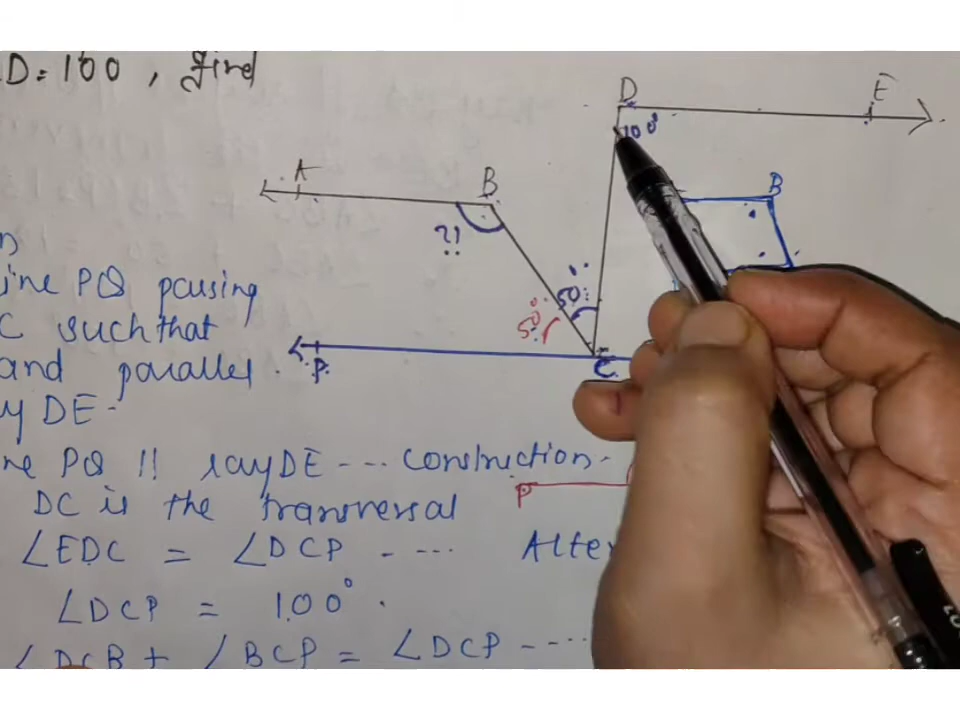 D = 100 , find
D
E
100°
A
B
B
?!
50°
50°
ine PQ passing
C such that
P
C
and parallel
y DE -
ne PQ || ray DE --- Construction -
DC is the transversal
P
∠EDC = ∠DCP - --- Alter
∠DCP = 100° .
∠DCB + ∠BCP = ∠DCP - ---